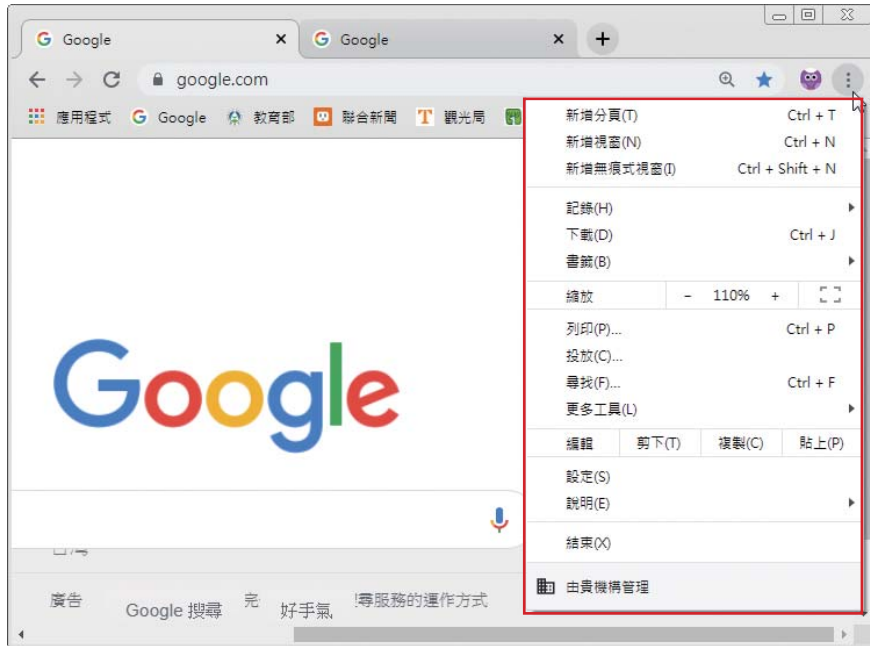 Google Google
google.com
應用程式 Google 教育部 聯合新聞 T 觀光局
新增分頁(T) Ctrl + T
新增視窗(N) Ctrl + N
新增無痕式視窗(I) Ctrl + Shift + N
記錄(H)
下載(D) Ctrl + J
書籤(B)
縮放 - 110% +
列印(P)... Ctrl + P
投放(C)...
尋找(F)... Ctrl + F
更多工具(L)
編輯 剪下(T) 複製(C) 貼上(P)
設定(S)
說明(E)
結束(X)
由貴機構管理
Google
廣告 Google 搜尋 完 好手氣 尋服務的運作方式